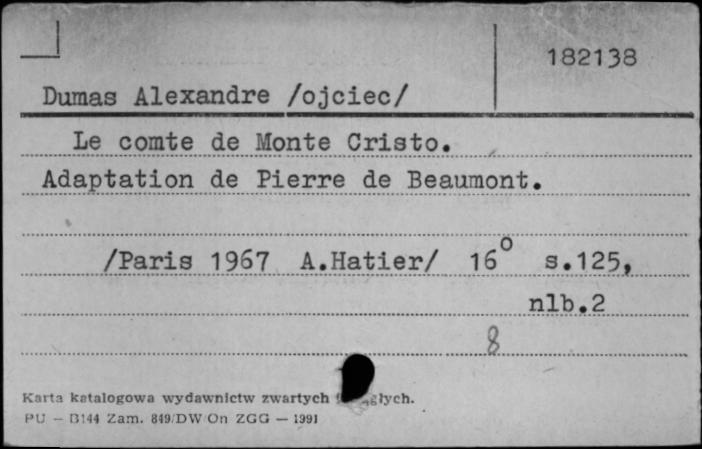 182138
Dumas Alexandre /ojciec/
Le comte de Monte Cristo.
Adaptation de Pierre de Beaumont.
/Paris 1967 A.Hatier/ 16° s.125,
nlb.2
8
Karta katalogowa wydawnictw zwartych
PU — B144 Zam. 849/DW/On ZGG — 1991